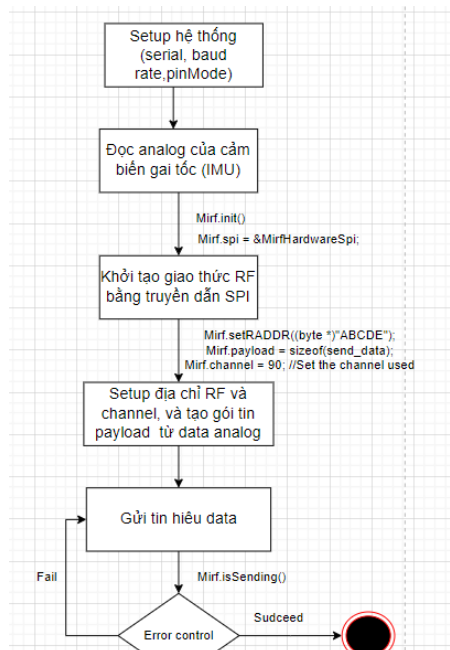 Setup hệ thống
(serial, baud
rate,pinMode)
Đọc analog của cảm
biến gai tốc (IMU)
Mirf.init()
Mirf.spi = &MirfHardwareSpi;
Khởi tạo giao thức RF
bằng truyền dẫn SPI
Mirf.setRADDR((byte *)"ABCDE");
Mirf.payload = sizeof(send_data);
Mirf.channel = 90; //Set the channel used
Setup địa chỉ RF và
channel, và tạo gói tin
payload từ data analog
Gửi tin hiêu data
Fail
Mirf.isSending()
Sudceed
Error control